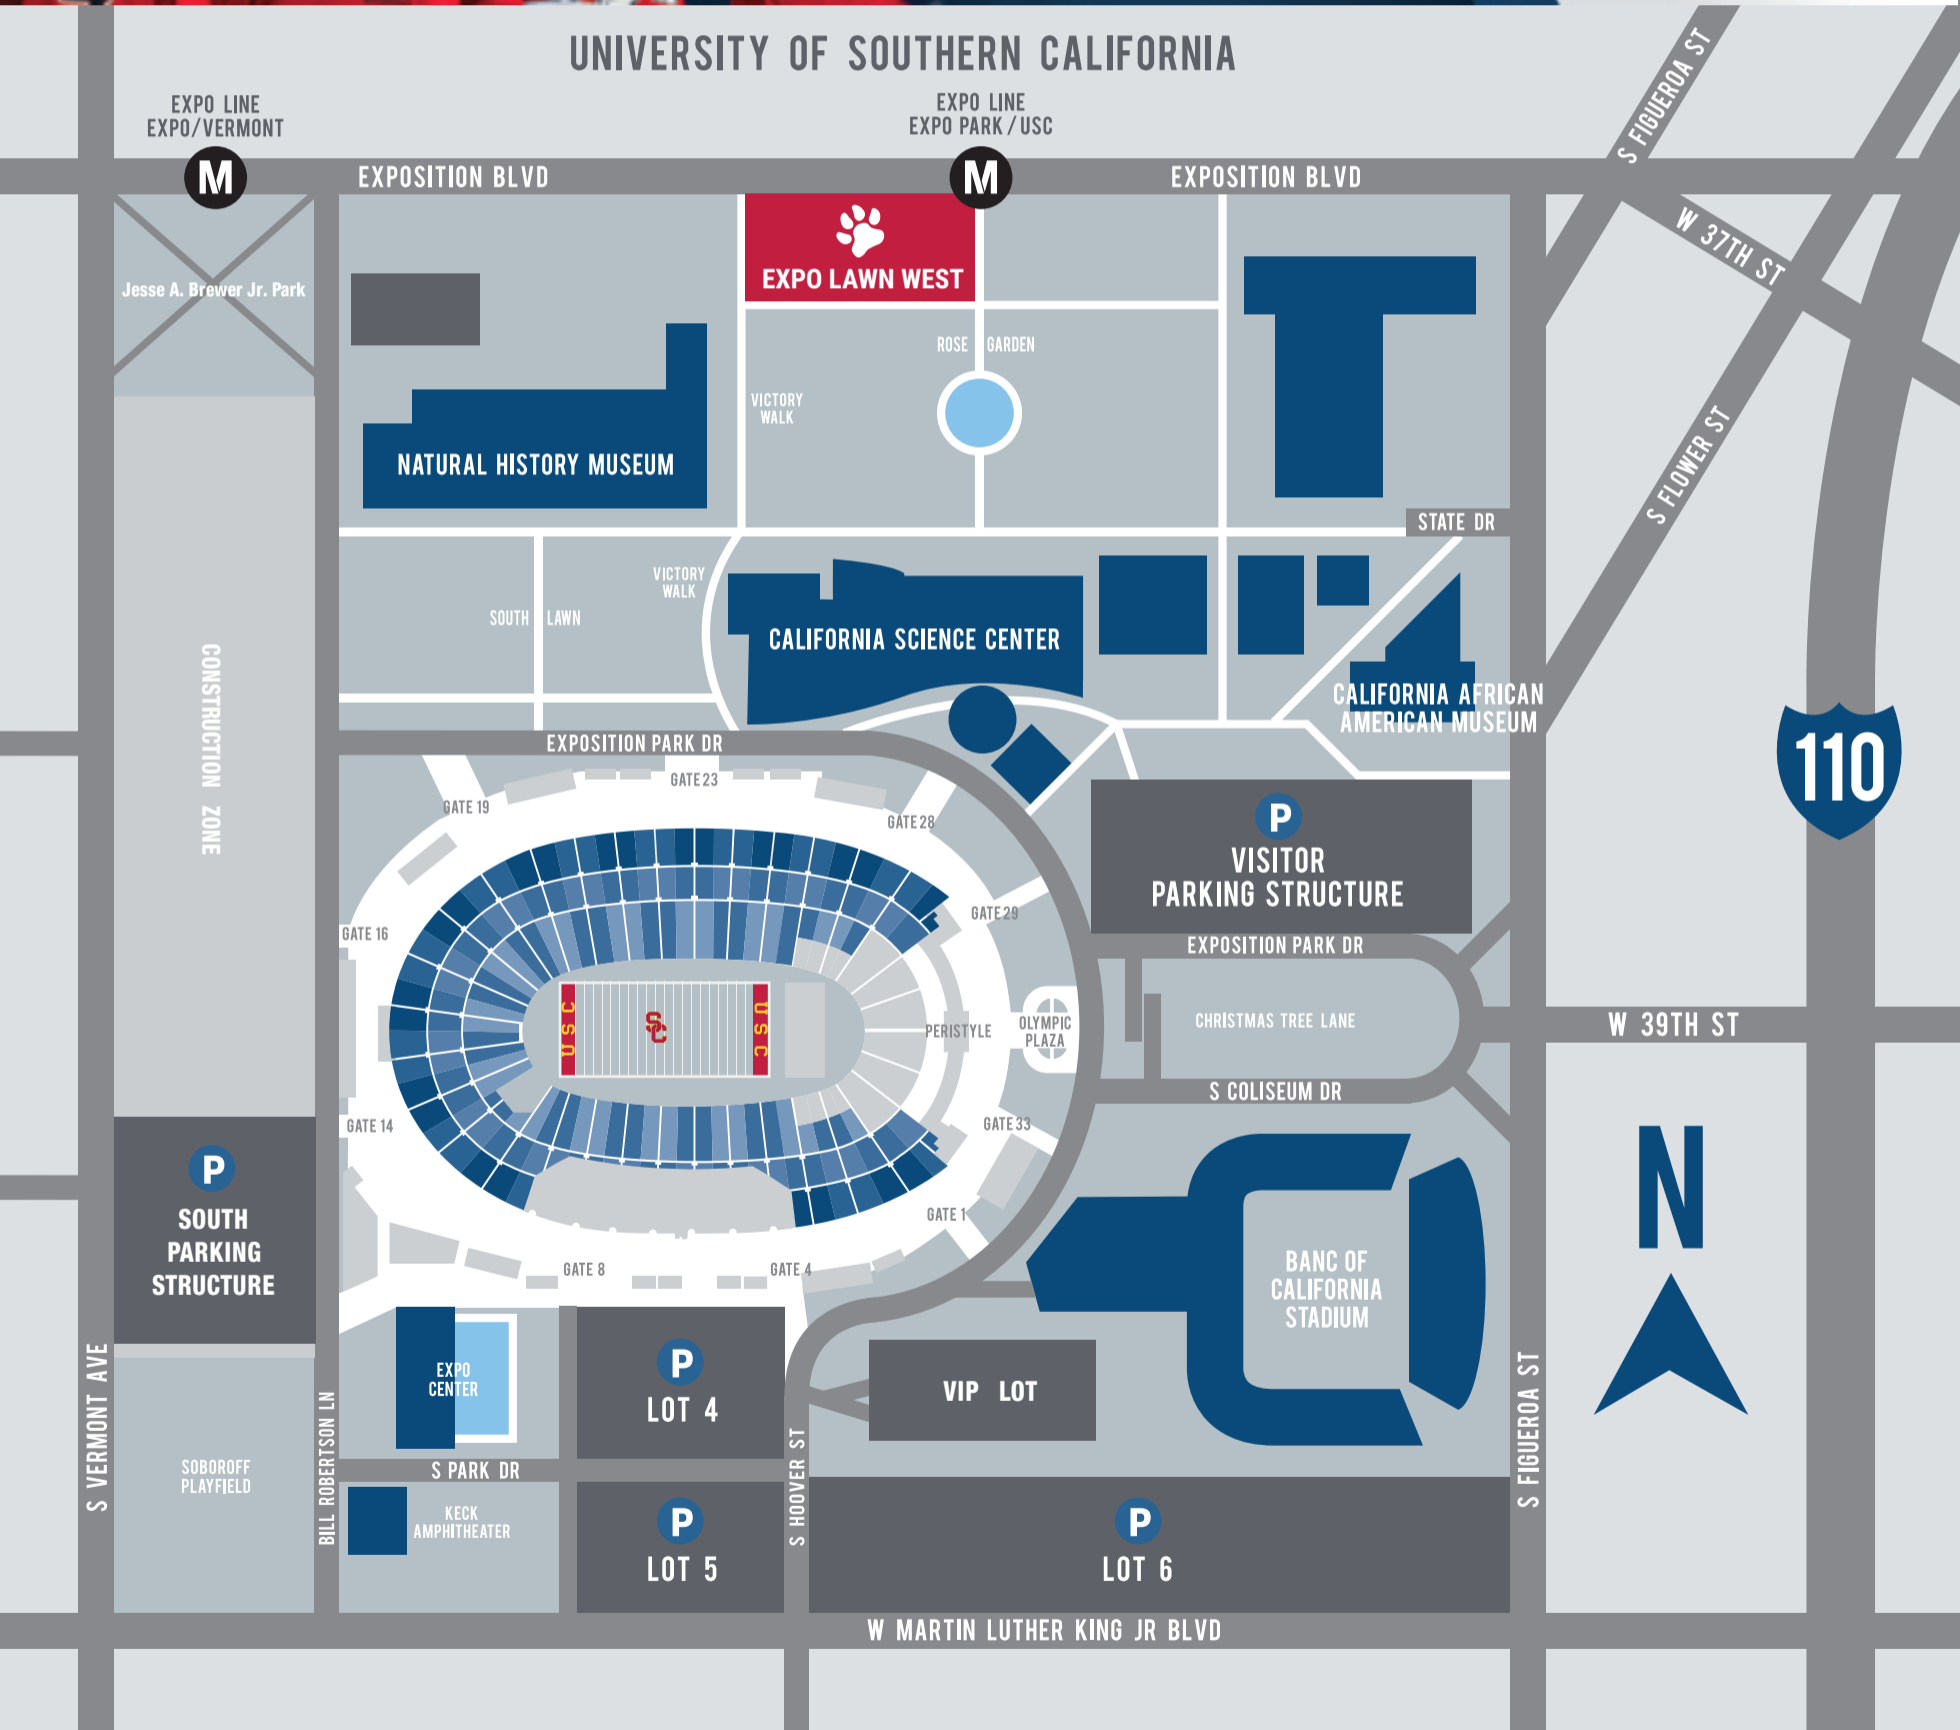 UNIVERSITY OF SOUTHERN CALIFORNIA
EXPO LINE
EXPO/VERMONT
M
EXPO LINE
EXPO PARK / USC
M
S FIGUEROA ST
EXPOSITION BLVD
EXPOSITION BLVD
W 37TH ST
EXPO LAWN WEST
Jesse A. Brewer Jr. Park
ROSE GARDEN
VICTORY
WALK
NATURAL HISTORY MUSEUM
S FLOWER ST
STATE DR
VICTORY
WALK
SOUTH LAWN
CALIFORNIA SCIENCE CENTER
CALIFORNIA AFRICAN
AMERICAN MUSEUM
CONSTRUCTION ZONE
EXPOSITION PARK DR
110
GATE 23
GATE 19
GATE 28
P
VISITOR
PARKING STRUCTURE
GATE 29
GATE 16
EXPOSITION PARK DR
USC
SC
USC
PERISTYLE
OLYMPIC
PLAZA
CHRISTMAS TREE LANE
W 39TH ST
S COLISEUM DR
GATE 14
GATE 33
N
P
SOUTH
PARKING
STRUCTURE
GATE 1
GATE 8
GATE 4
BANC OF
CALIFORNIA
STADIUM
EXPO
CENTER
P
LOT 4
VIP LOT
S VERMONT AVE
BILL ROBERTSON LN
S HOOVER ST
S FIGUEROA ST
SOBOROFF
PLAYFIELD
S PARK DR
KECK
AMPHITHEATER
P
LOT 5
P
LOT 6
W MARTIN LUTHER KING JR BLVD